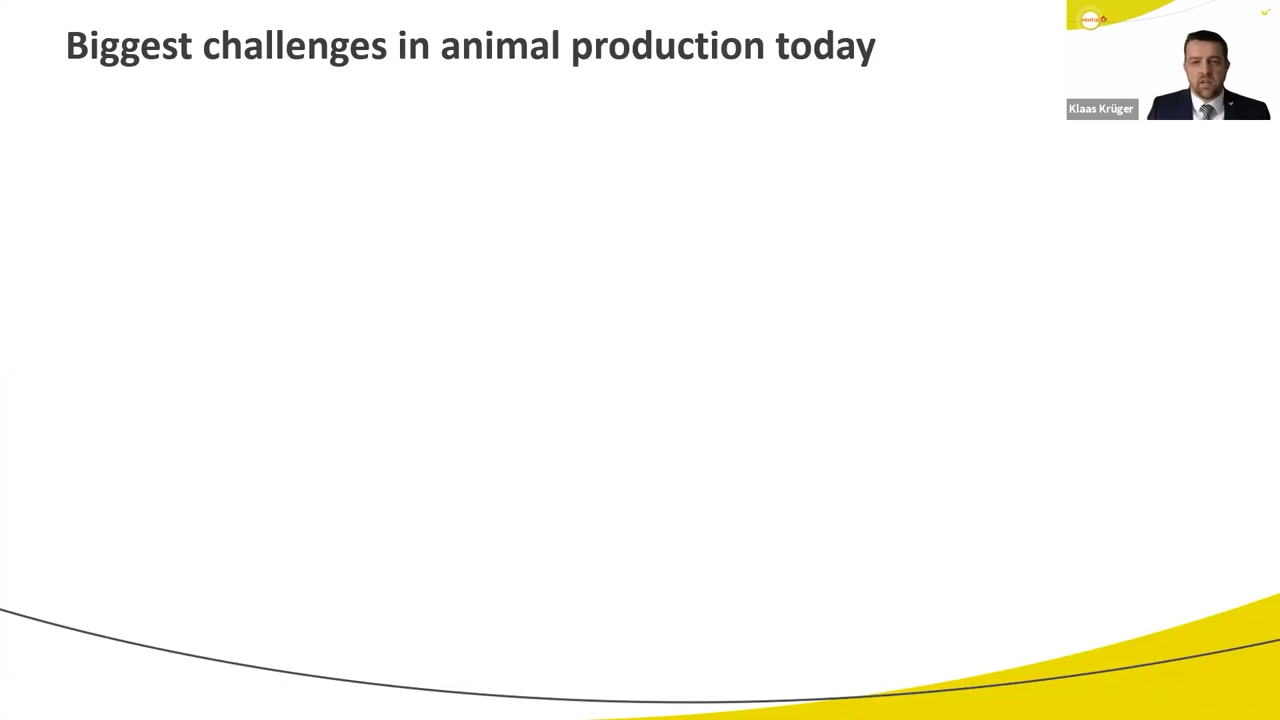 Biggest challenges in animal production today
Klaas Krüger